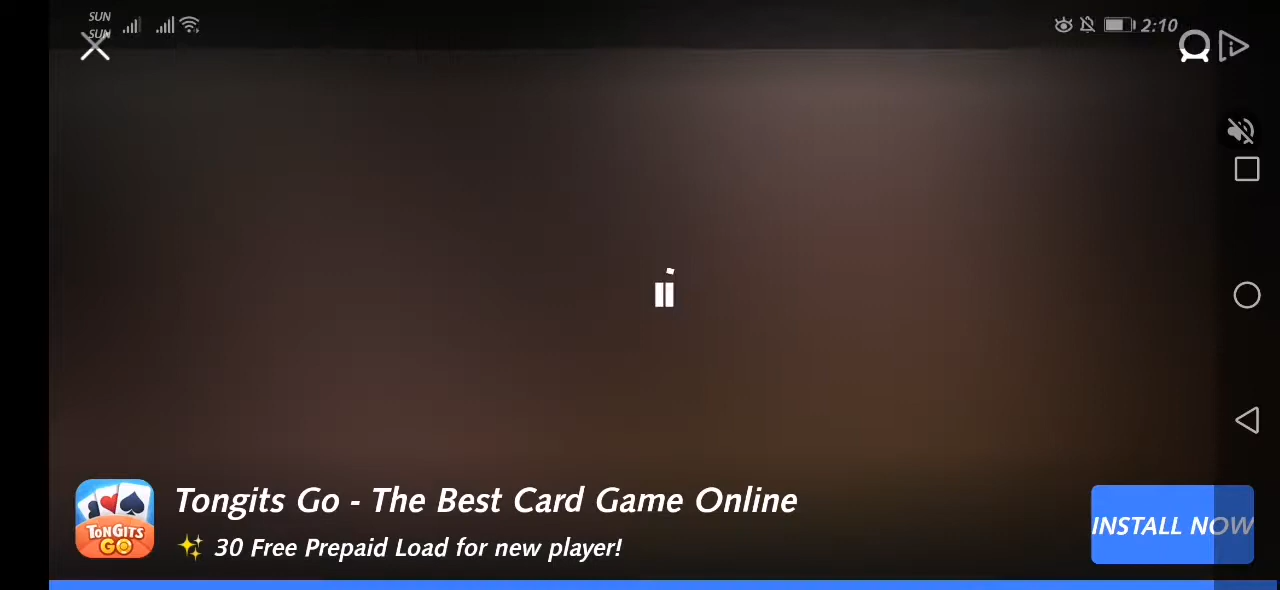 SUN
SUN
2:10
Tongits Go - The Best Card Game Online
✨ 30 Free Prepaid Load for new player!
TONGITS
GO
INSTALL NOW